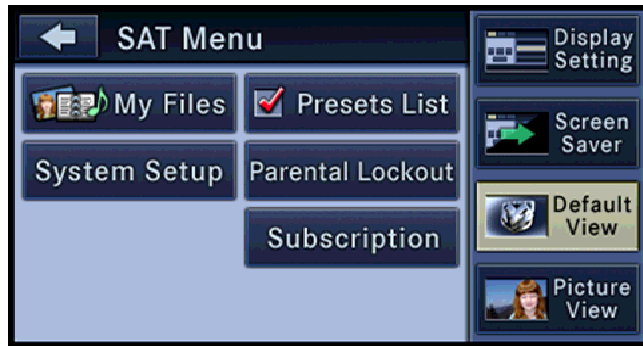 SAT Menu
My Files
Presets List
System Setup
Parental Lockout
Subscription
Display
Setting
Screen
Saver
Default
View
Picture
View